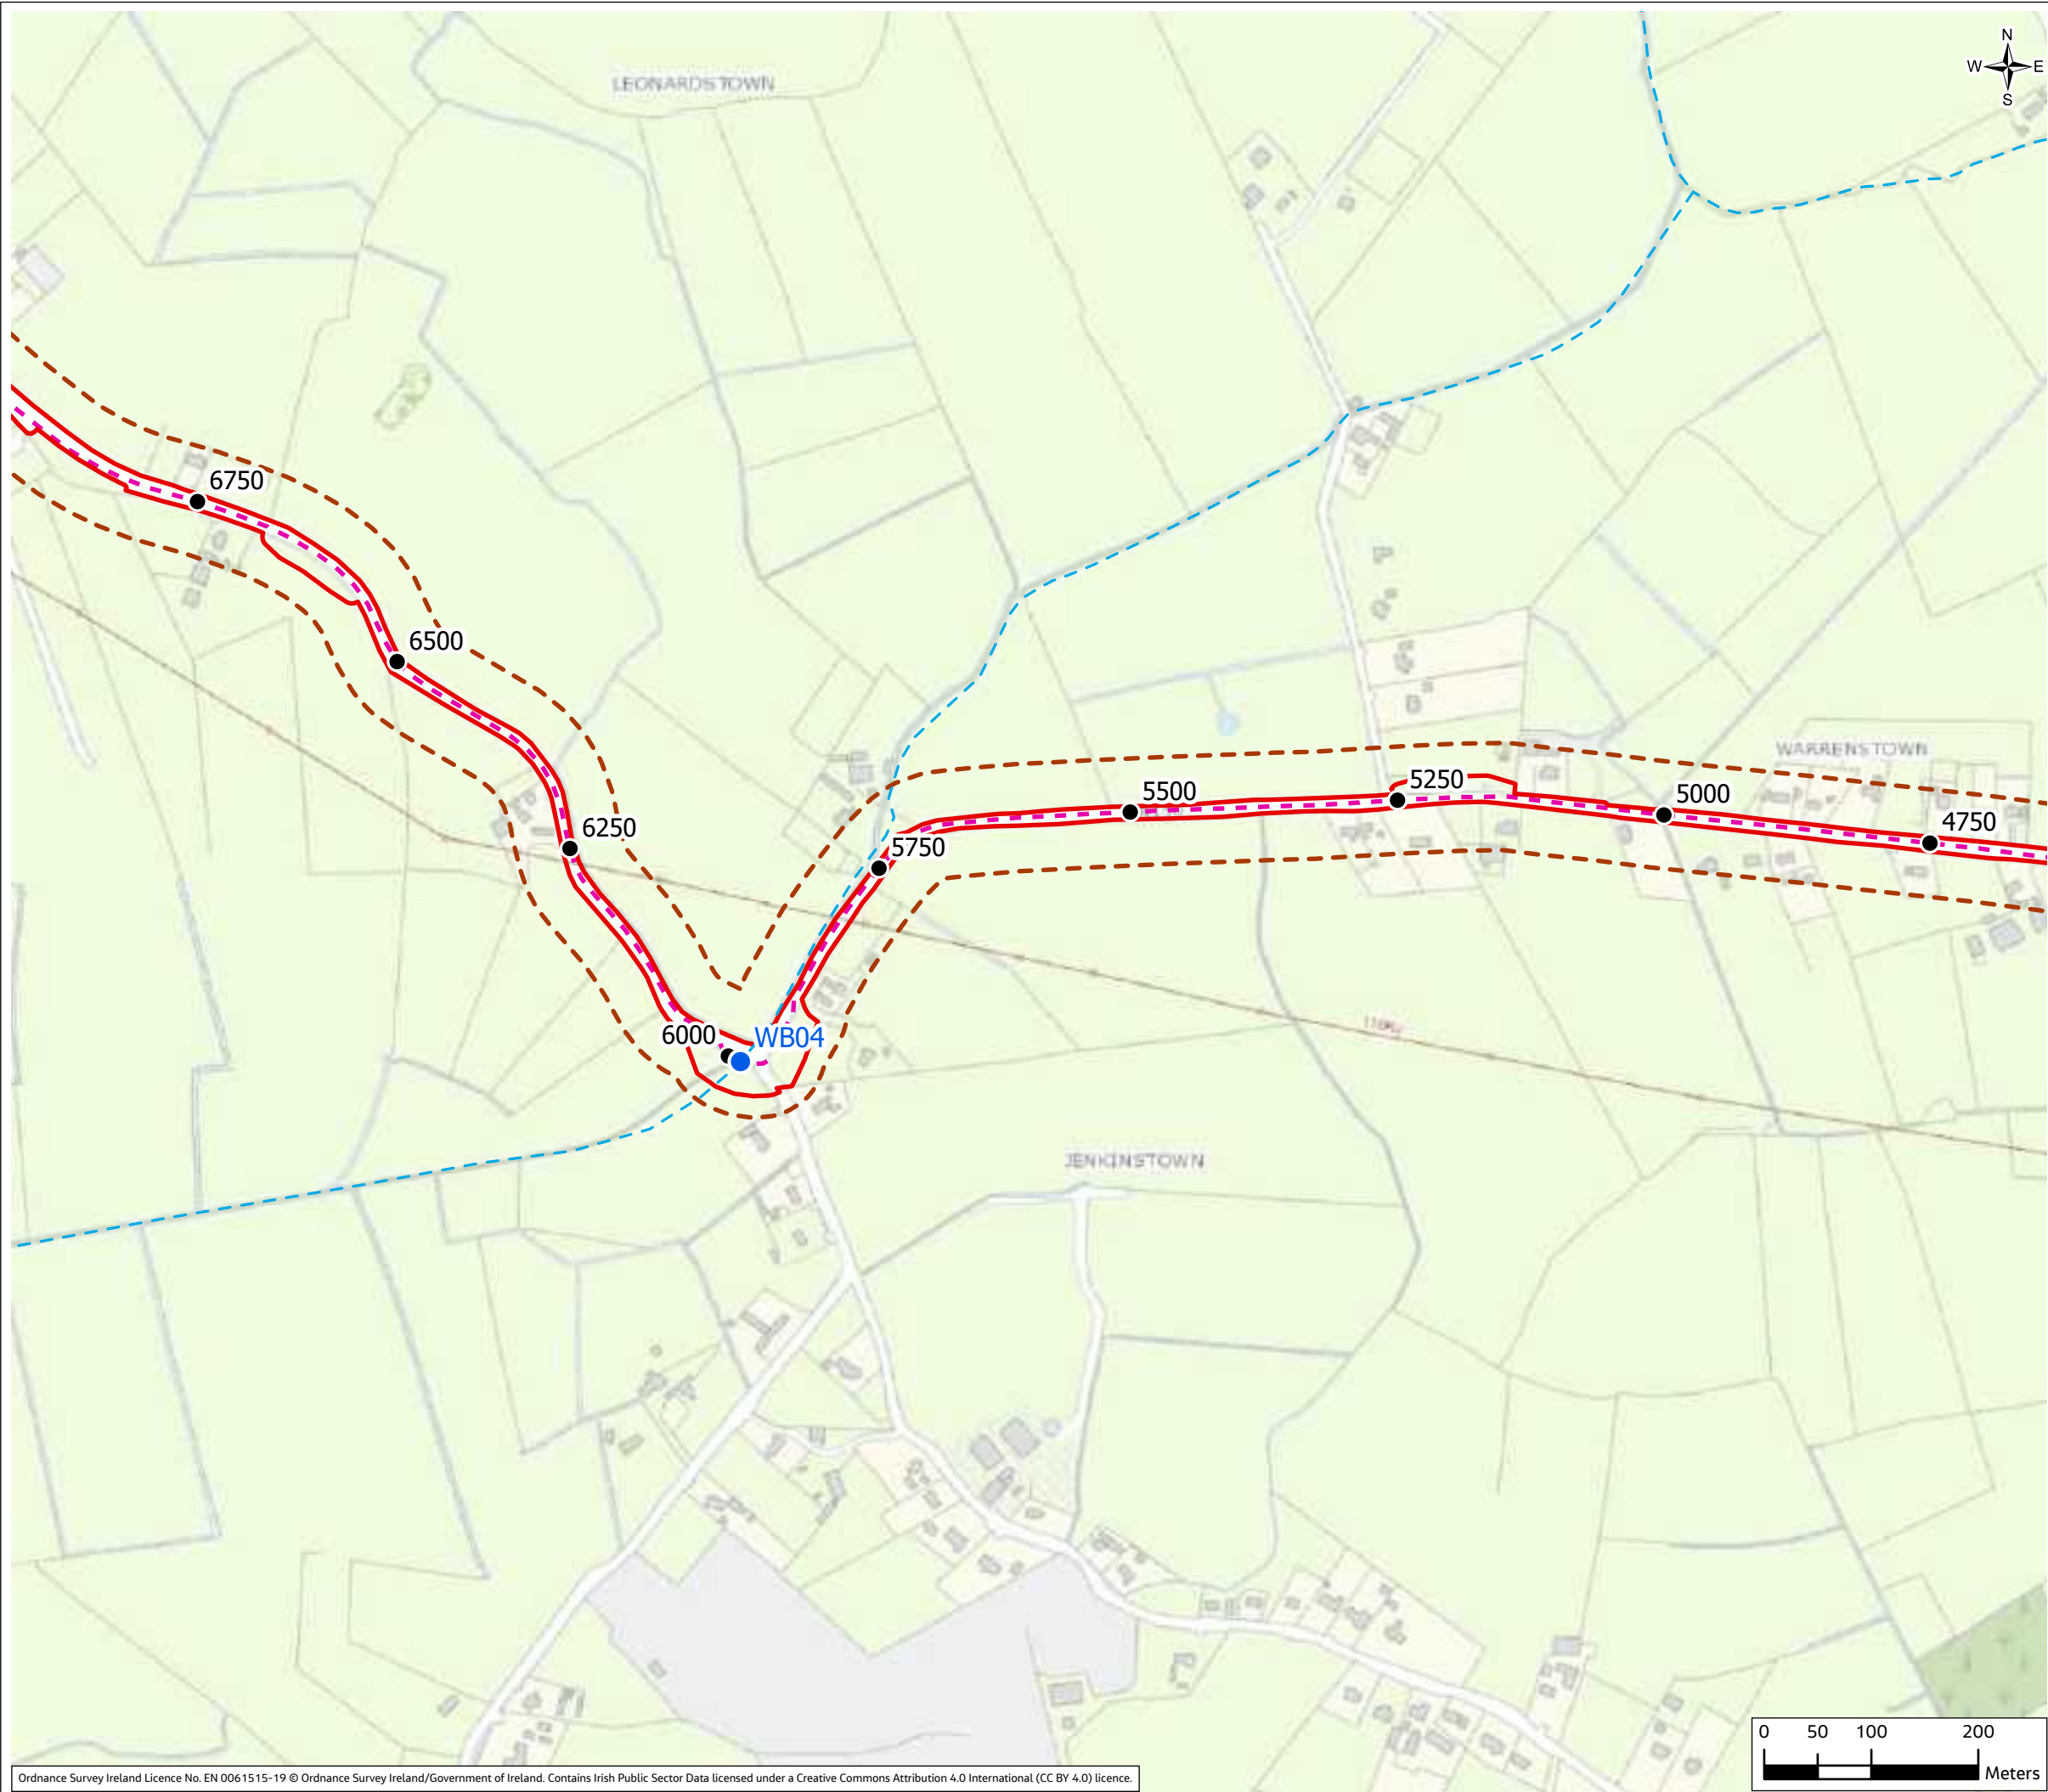 N
W E
S
LEONARDSTOWN
6750
6500
WARRENSTOWN
5500
5250
5000
4750
6250
5750
6000
WB04
JENKINSTOWN
0 50 100 200
Meters
Ordnance Survey Ireland Licence No. EN 0061515-19 © Ordnance Survey Ireland/Government of Ireland. Contains Irish Public Sector Data licensed under a Creative Commons Attribution 4.0 International (CC BY 4.0) licence.